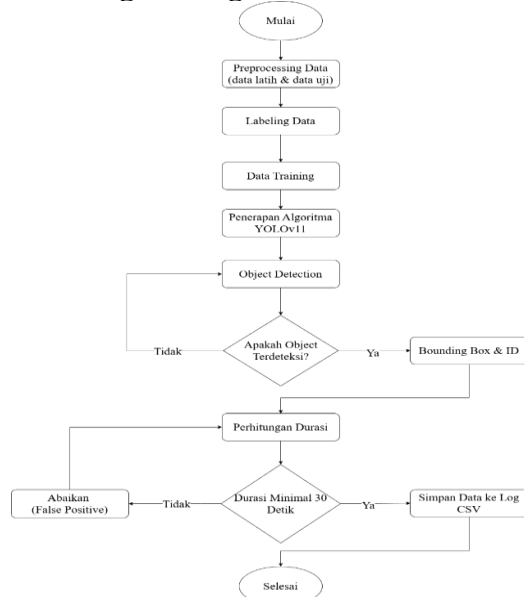 Mulai
Preprocessing Data
(data latih & data uji)
Labeling Data
Data Training
Penerapan Algoritma
YOLOv11
Object Detection
Apakah Object
Terdeteksi?
Tidak
Ya
Bounding Box & ID
Perhitungan Durasi
Durasi Minimal 30
Detik
Tidak
Abaikan
(False Positive)
Ya
Simpan Data ke Log
CSV
Selesai